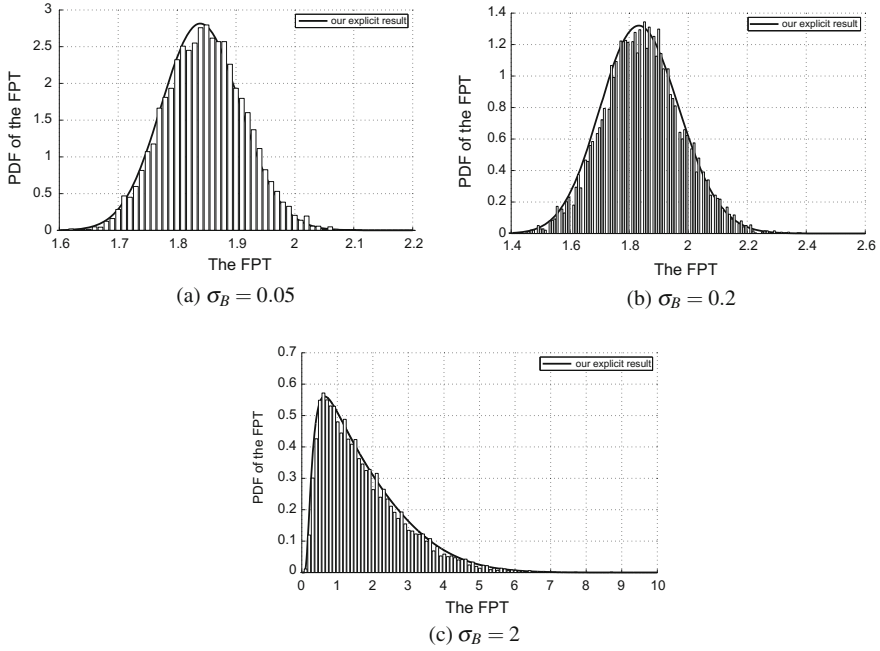 3
2.5
2
1.5
1
0.5
0
1.6 1.7 1.8 1.9 2 2.1 2.2
PDF of the FPT
The FPT
our explicit result
(a) σB = 0.05
1.4
1.2
1
0.8
0.6
0.4
0.2
0
1.4 1.6 1.8 2 2.2 2.4 2.6
PDF of the FPT
The FPT
our explicit result
(b) σB = 0.2
0.7
0.6
0.5
0.4
0.3
0.2
0.1
0
0 1 2 3 4 5 6 7 8 9 10
PDF of the FPT
The FPT
our explicit result
(c) σB = 2